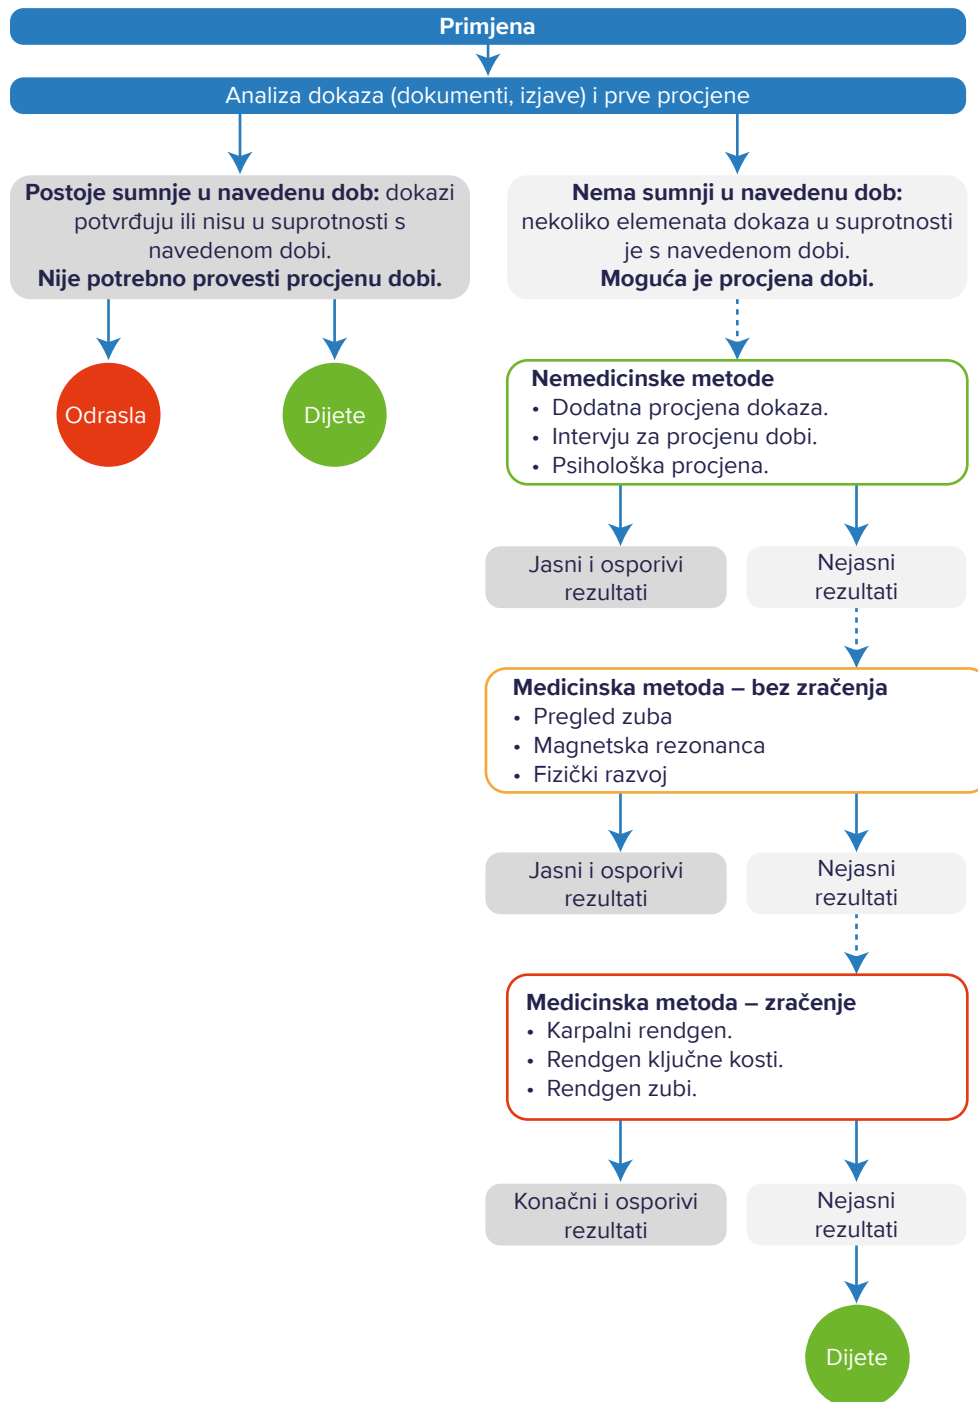 Primjena
Analiza dokaza (dokumenti, izjave) i prve procjene
Postoje sumnje u navedenu dob: dokazi
potvrđuju ili nisu u suprotnosti s
navedenom dobi.
Nije potrebno provesti procjenu dobi.
Nema sumnji u navedenu dob:
nekoliko elemenata dokaza u suprotnosti
je s navedenom dobi.
Moguća je procjena dobi.
Odrasla
Dijete
Nemedicinske metode
• Dodatna procjena dokaza.
• Intervju za procjenu dobi.
• Psihološka procjena.
Jasni i osporivi
rezultati
Nejasni
rezultati
Medicinska metoda – bez zračenja
• Pregled zuba
• Magnetska rezonanca
• Fizički razvoj
Jasni i osporivi
rezultati
Nejasni
rezultati
Medicinska metoda – zračenje
• Karpalni rendgen.
• Rendgen ključne kosti.
• Rendgen zubi.
Konačni i osporivi
rezultati
Nejasni
rezultati
Dijete